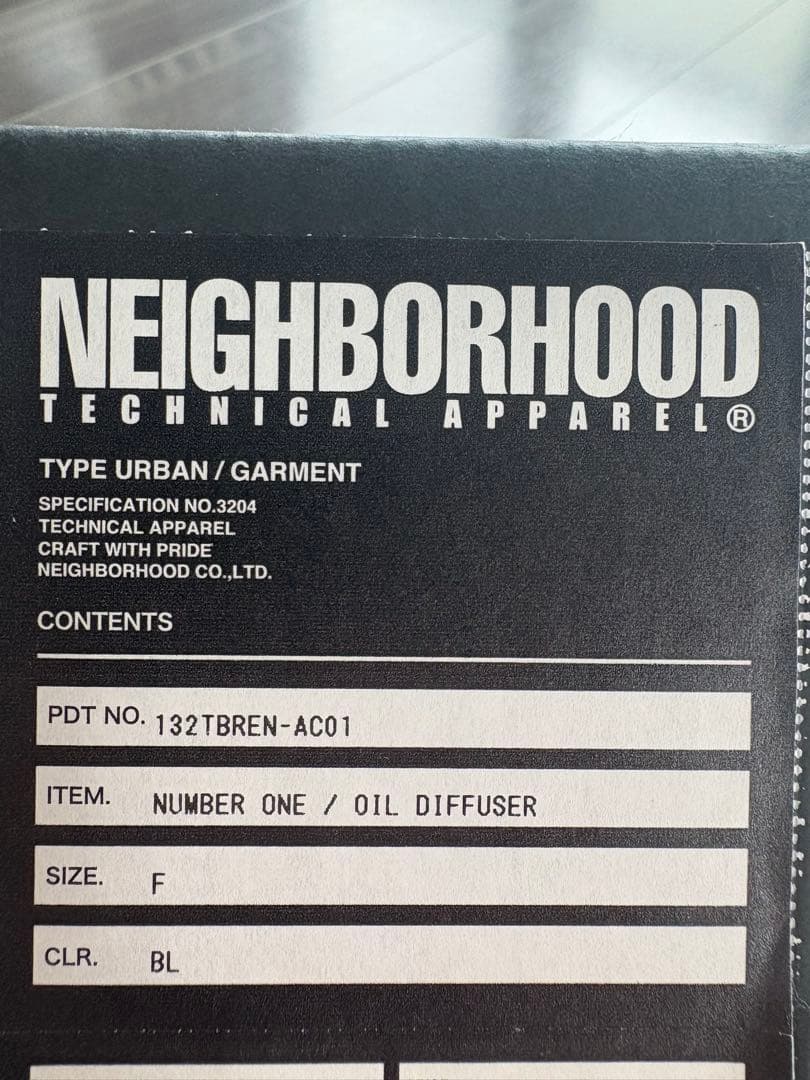 NEIGHBORHOOD
TECHNICAL APPAREL®
TYPE URBAN / GARMENT
SPECIFICATION NO.3204
TECHNICAL APPAREL
CRAFT WITH PRIDE
NEIGHBORHOOD CO.,LTD.
CONTENTS
PDT NO. 132TBREN-AC01
ITEM. NUMBER ONE / OIL DIFFUSER
SIZE. F
CLR. BL